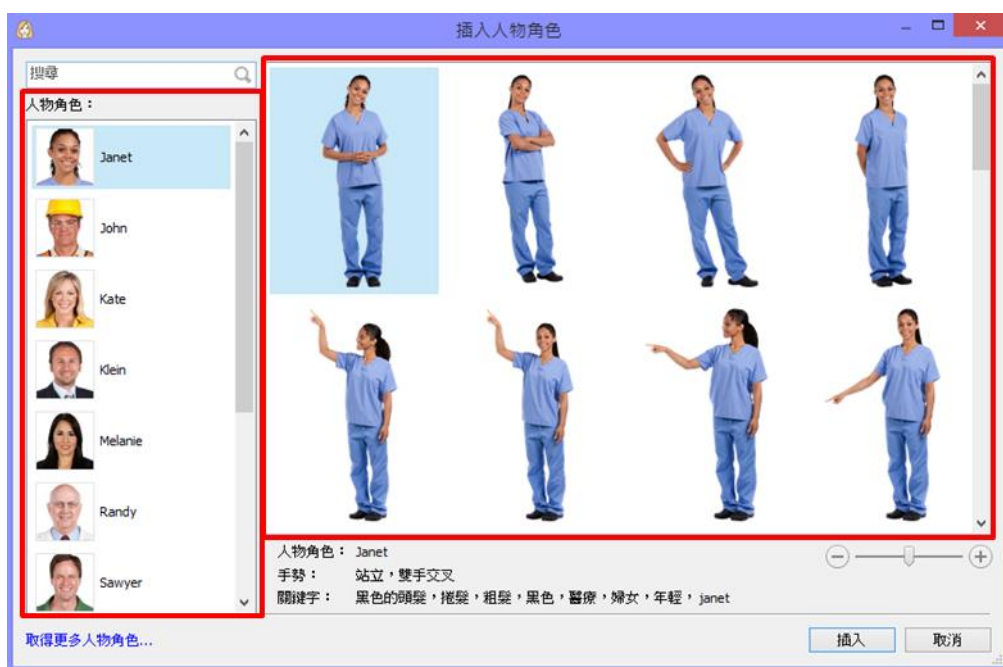 插入人物角色
搜尋
人物角色：
Janet
John
Kate
Klein
Melanie
Randy
Sawyer
人物角色： Janet
手勢： 站立，雙手交叉
關鍵字： 黑色的頭髮，捲髮，粗髮，黑色，醫療，婦女，年輕，janet
取得更多人物角色...
插入
取消